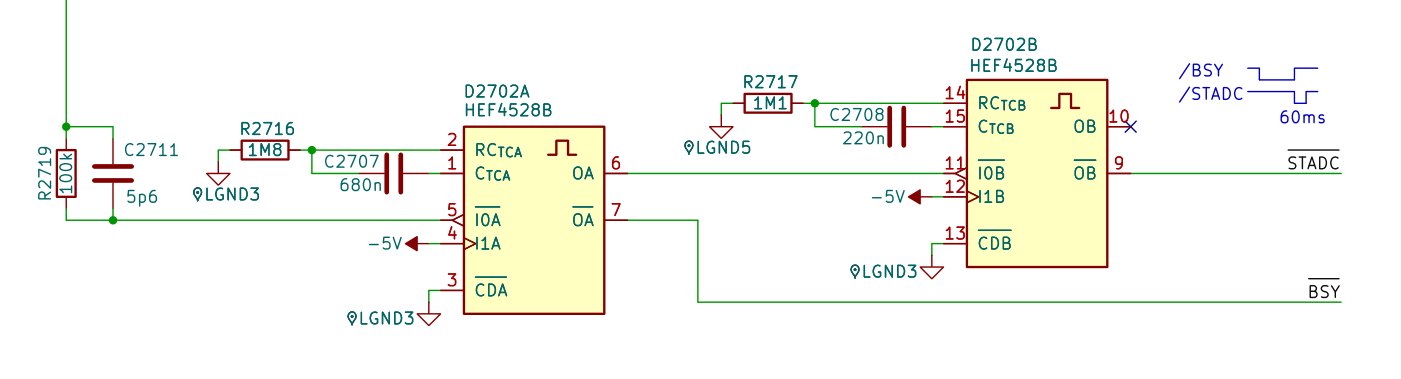 D2702B
HEF4528B
/BSY
/STADC
60ms
R2717
1M1
C2708
220n
LGND5
14
RCTCB
15
CTCB
10
OB
11
I0B
12
I1B
-5V
13
CDB
LGND3
9
OB
STADC
D2702A
HEF4528B
R2716
1M8
C2707
680n
LGND3
2
RCTCA
1
CTCA
6
OA
5
I0A
7
OA
4
I1A
-5V
3
CDA
LGND3
R2719
100k
C2711
5p6
BSY